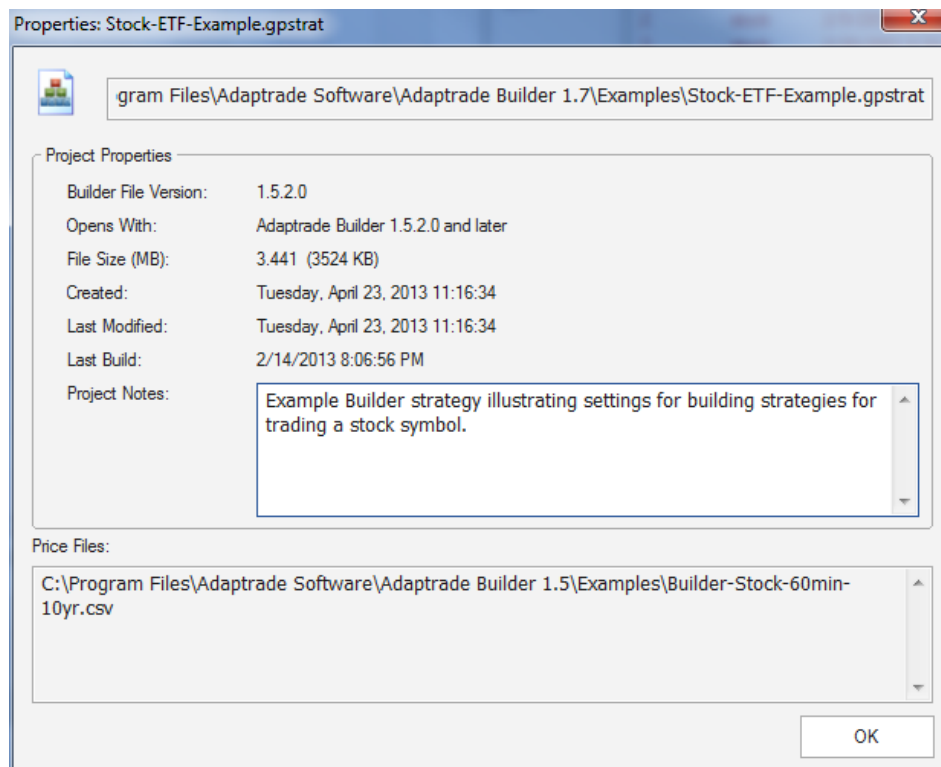 Properties: Stock-ETF-Example.gpstrat
gram Files\Adaptrade Software\Adaptrade Builder 1.7\Examples\Stock-ETF-Example.gpstrat
Project Properties
Builder File Version: 1.5.2.0
Opens With: Adaptrade Builder 1.5.2.0 and later
File Size (MB): 3.441 (3524 KB)
Created: Tuesday, April 23, 2013 11:16:34
Last Modified: Tuesday, April 23, 2013 11:16:34
Last Build: 2/14/2013 8:06:56 PM
Project Notes: Example Builder strategy illustrating settings for building strategies for
trading a stock symbol.
Price Files:
C:\Program Files\Adaptrade Software\Adaptrade Builder 1.5\Examples\Builder-Stock-60min-
10yr.csv
OK